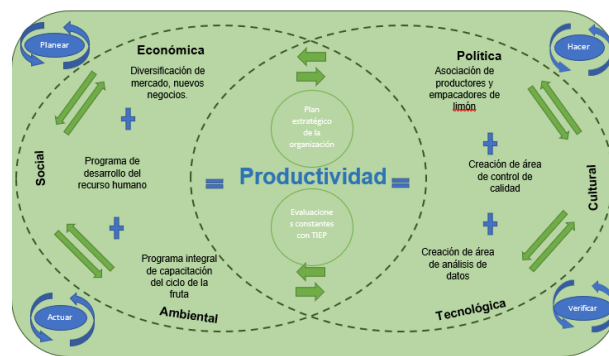 Planear
Económica
Diversificación de
mercado, nuevos
negocios.
Social
Programa de
desarrollo del
recurso humano
Programa integral
de capacitación
del ciclo de la
fruta
Ambiental
Actuar
Plan
estratégico
de la
organización
Productividad
Evaluacione
s constantes
con TIEP
Política
Asociación de
productores y
empacadores de
limón
Hacer
Creación de área
de control de
calidad
Cultural
Creación de área
de análisis de
datos
Tecnológica
Verificar